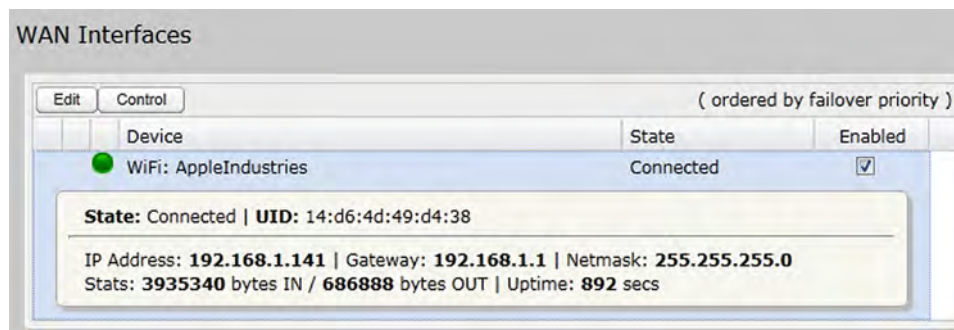 WAN Interfaces
Edit Control ( ordered by failover priority )
Device State Enabled
WiFi: AppleIndustries Connected
State: Connected | UID: 14:d6:4d:49:d4:38
IP Address: 192.168.1.141 | Gateway: 192.168.1.1 | Netmask: 255.255.255.0
Stats: 3935340 bytes IN / 686888 bytes OUT | Uptime: 892 secs